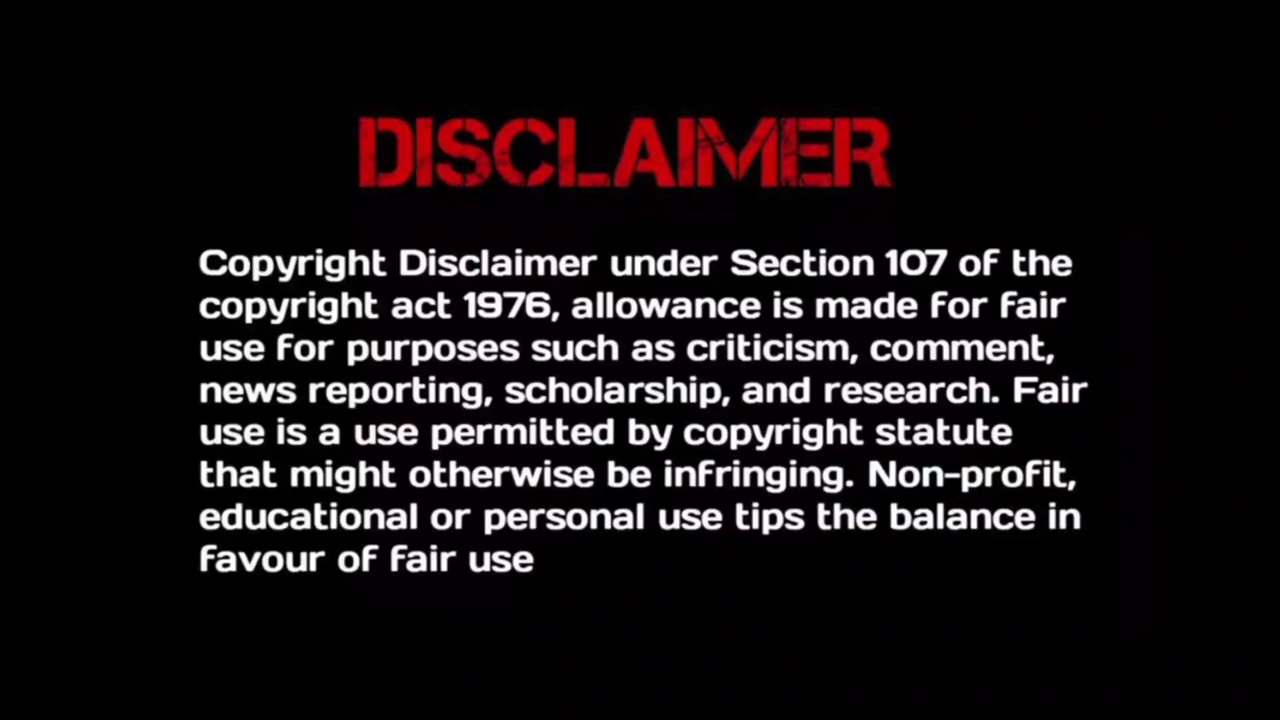 DISCLAIMER
Copyright Disclaimer under Section 107 of the
copyright act 1976, allowance is made for fair
use for purposes such as criticism, comment,
news reporting, scholarship, and research. Fair
use is a use permitted by copyright statute
that might otherwise be infringing. Non-profit,
educational or personal use tips the balance in
favour of fair use